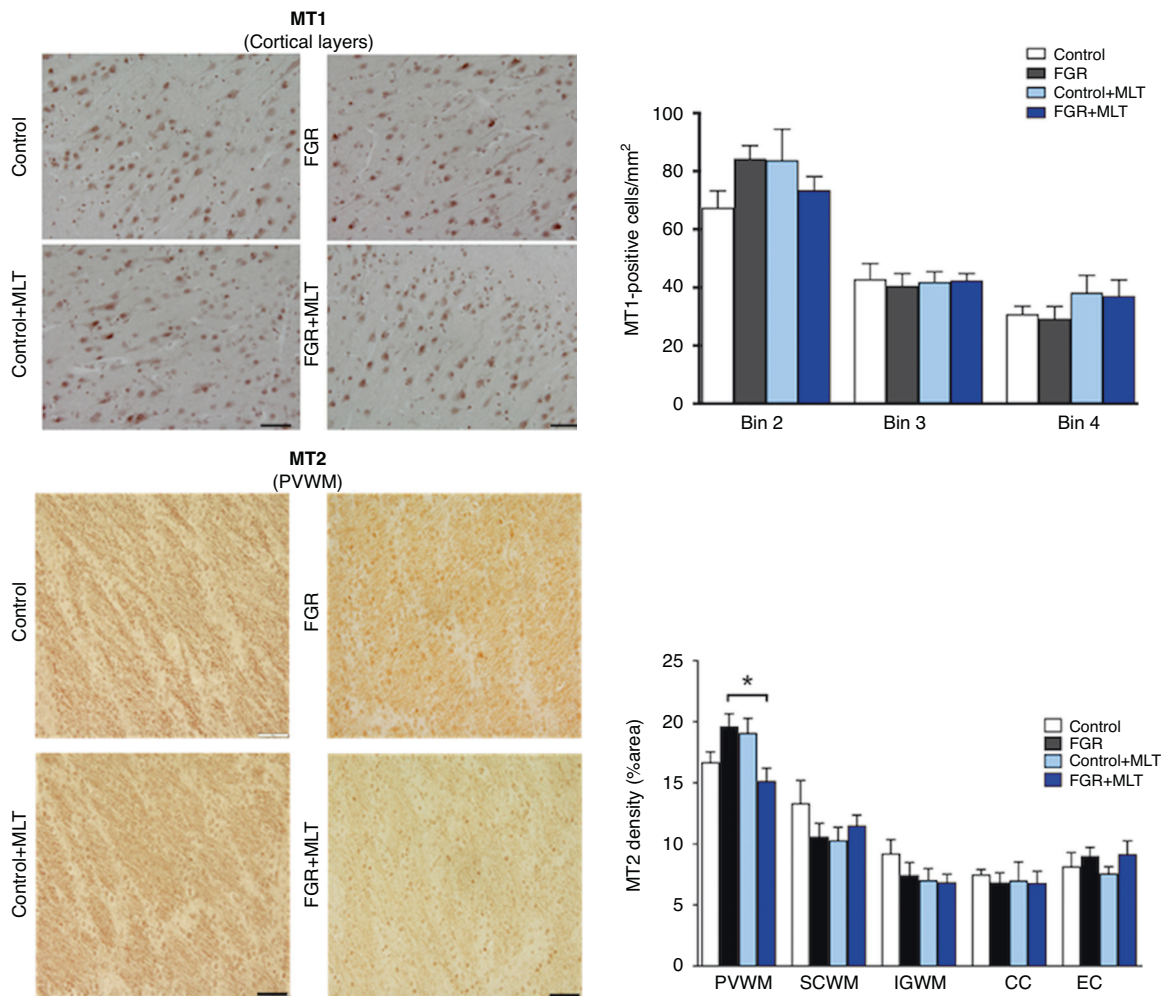 MT1
(Cortical layers)
Control
FGR
Control+MLT
FGR+MLT
Control
FGR
Control+MLT
FGR+MLT
MT1-positive cells/mm²
100
80
60
40
20
0
Bin 2
Bin 3
Bin 4
MT2
(PVWM)
Control
FGR
Control+MLT
FGR+MLT
Control
FGR
Control+MLT
FGR+MLT
MT2 density (%area)
25
20
15
10
5
0
*
PVWM
SCWM
IGWM
CC
EC